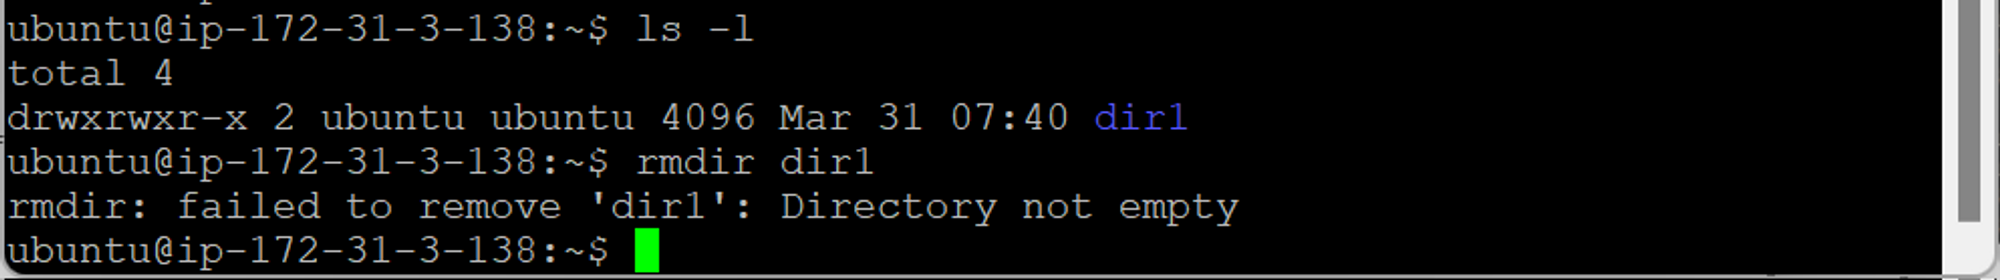 ubuntu@ip-172-31-3-138:~$ ls -l
total 4
drwxrwxr-x 2 ubuntu ubuntu 4096 Mar 31 07:40 dir1
ubuntu@ip-172-31-3-138:~$ rmdir dir1
rmdir: failed to remove 'dir1': Directory not empty
ubuntu@ip-172-31-3-138:~$